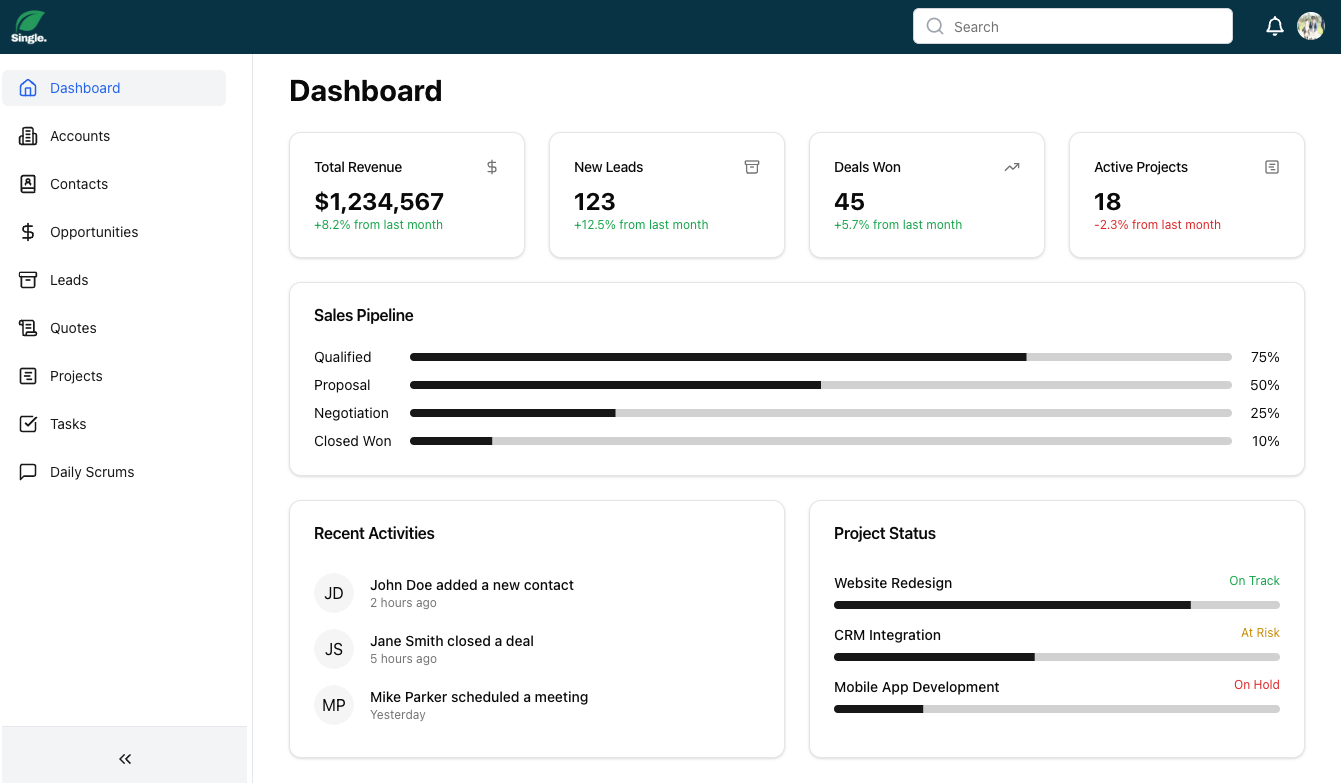 Single.
Search
Dashboard
Accounts
Contacts
Opportunities
Leads
Quotes
Projects
Tasks
Daily Scrums
Dashboard
Total Revenue
$1,234,567
+8.2% from last month
New Leads
123
+12.5% from last month
Deals Won
45
+5.7% from last month
Active Projects
18
-2.3% from last month
Sales Pipeline
Qualified 75%
Proposal 50%
Negotiation 25%
Closed Won 10%
Recent Activities
JD
John Doe added a new contact
2 hours ago
JS
Jane Smith closed a deal
5 hours ago
MP
Mike Parker scheduled a meeting
Yesterday
Project Status
Website Redesign On Track
CRM Integration At Risk
Mobile App Development On Hold